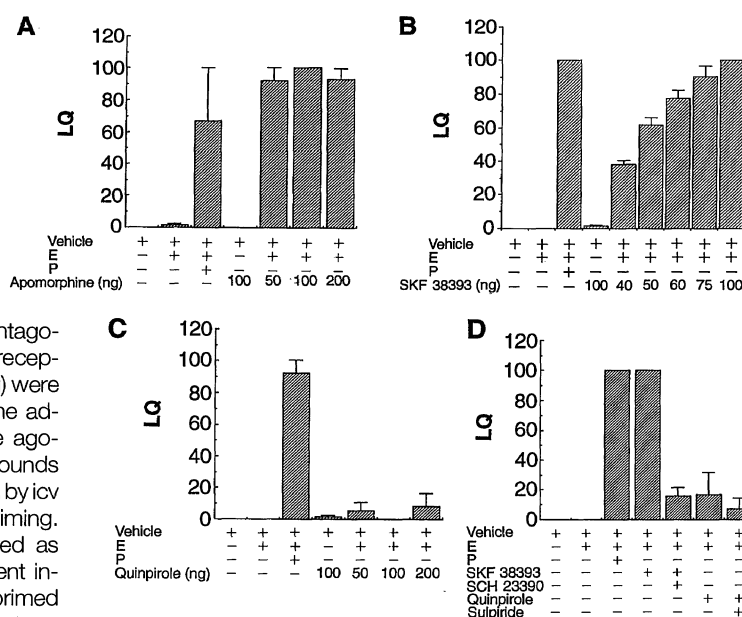 A
120
100
80
60
40
20
0
LQ
Vehicle + + + + + + +
E – + + – + + +
P – – + – – – –
Apomorphine (ng) – – – 100 50 100 200
B
120
100
80
60
40
20
0
LQ
Vehicle + + + + + + + + +
E – + + – + + + + +
P – – + – – – – – –
SKF 38393 (ng) – – – 100 40 50 60 75 100
ntago-
recep-
) were
ne ad-
e ago-
ounds
by icv
iming.
ed as
ent in-
primed
C
120
100
80
60
40
20
0
LQ
Vehicle + + + + + + +
E – + + – + + +
P – – + – – – –
Quinpirole (ng) – – – 100 50 100 200
D
120
100
80
60
40
20
0
LQ
Vehicle + + + + + + +
E – + + + + + +
P – – + – – – –
SKF 38393 – – – + + – –
SCH 23390 – – – – + – –
Quinpirole – – – – – + +
Sulpiride – – – – – – +